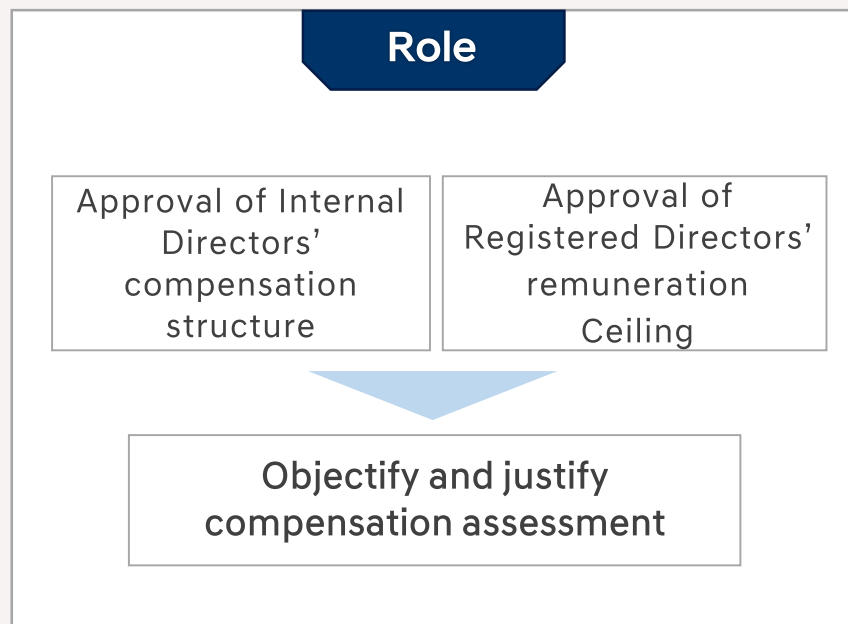 Role
Approval of Internal
Directors’
compensation
structure
Approval of
Registered Directors’
remuneration
Ceiling
Objectify and justify
compensation assessment